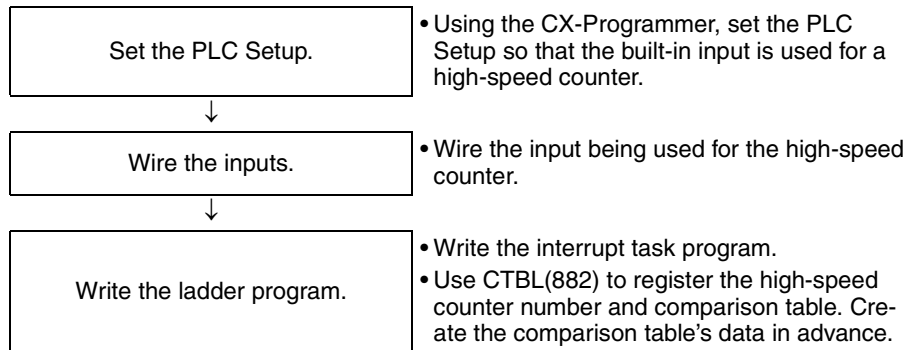 Set the PLC Setup.
• Using the CX-Programmer, set the PLC
Setup so that the built-in input is used for a
high-speed counter.
↓
Wire the inputs.
• Wire the input being used for the high-speed
counter.
↓
Write the ladder program.
• Write the interrupt task program.
• Use CTBL(882) to register the high-speed
counter number and comparison table. Cre-
ate the comparison table's data in advance.